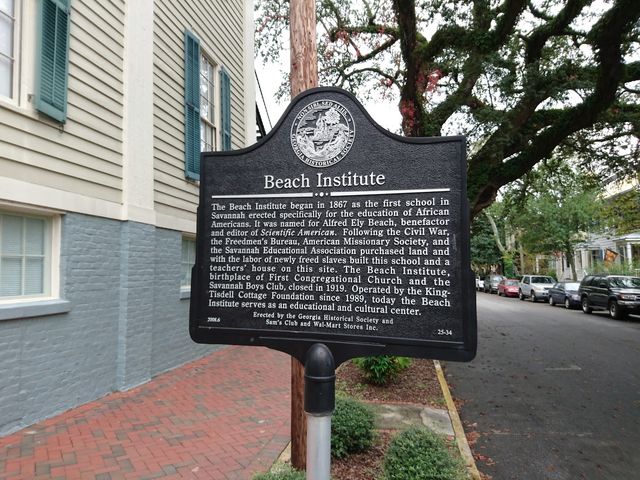 NON SIBI SED ALIIS
GEORGIA HISTORICAL SOCIETY
Beach Institute
The Beach Institute began in 1867 as the first school in
Savannah erected specifically for the education of African
Americans. It was named for Alfred Ely Beach, benefactor
and editor of Scientific American. Following the Civil War,
the Freedmen's Bureau, American Missionary Society, and
the Savannah Educational Association purchased land and
with the labor of newly freed slaves built this school and a
teachers' house on this site. The Beach Institute,
birthplace of First Congregational Church and the
Savannah Boys Club, closed in 1919. Operated by the King-
Tisdell Cottage Foundation since 1989, today the Beach
Institute serves as an educational and cultural center.
Erected by the Georgia Historical Society and
Sam's Club and Wal-Mart Stores Inc.
2008.6
25-34